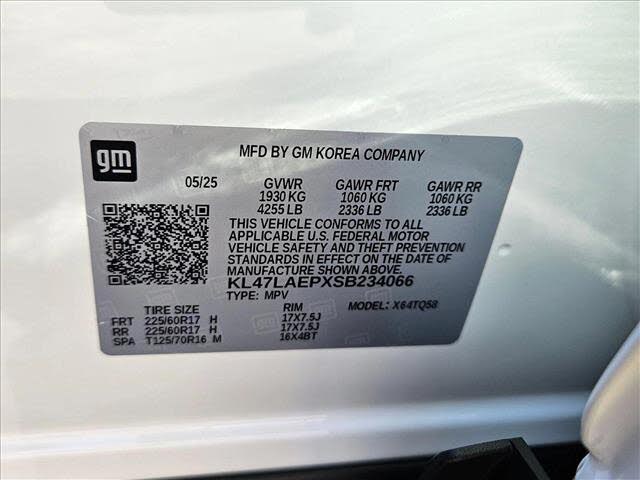 gm
MFD BY GM KOREA COMPANY
05/25 GVWR GAWR FRT GAWR RR
1930 KG 1060 KG 1060 KG
4255 LB 2336 LB 2336 LB
THIS VEHICLE CONFORMS TO ALL
APPLICABLE U.S. FEDERAL MOTOR
VEHICLE SAFETY AND THEFT PREVENTION
STANDARDS IN EFFECT ON THE DATE OF
MANUFACTURE SHOWN ABOVE.
KL47LAEPXSB234066
TYPE: MPV MODEL: X64TQ58
TIRE SIZE RIM
FRT 225/60R17 H 17X7.5J
RR 225/60R17 H 17X7.5J
SPA T125/70R16 M 16X4BT